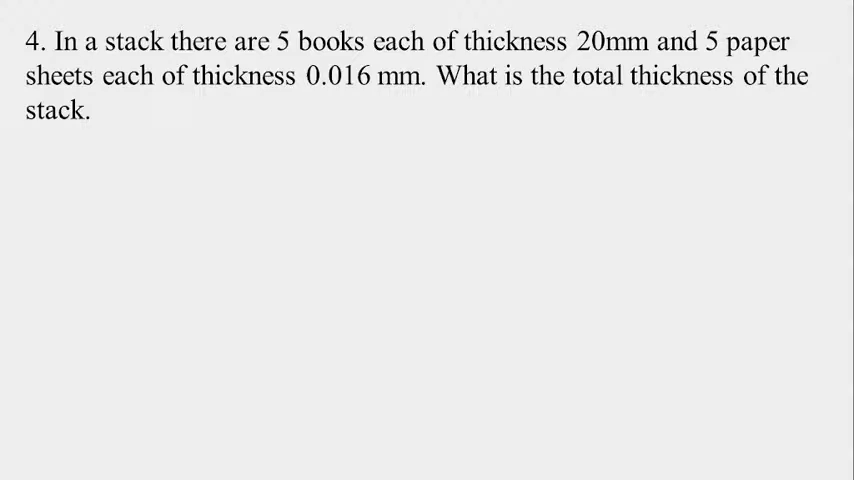 4. In a stack there are 5 books each of thickness 20mm and 5 paper
sheets each of thickness 0.016 mm. What is the total thickness of the
stack.